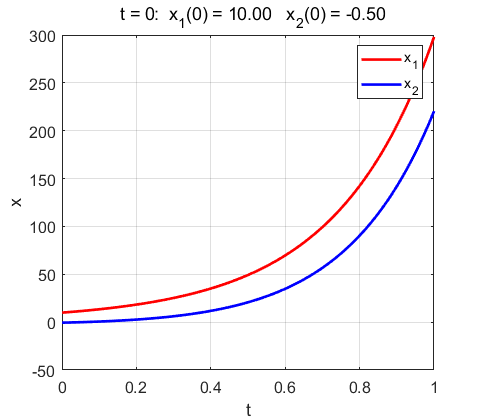 t = 0:  x₁(0) = 10.00   x₂(0) = -0.50
300
250
200
150
100
50
0
-50
x
x₁
x₂
0 0.2 0.4 0.6 0.8 1
t